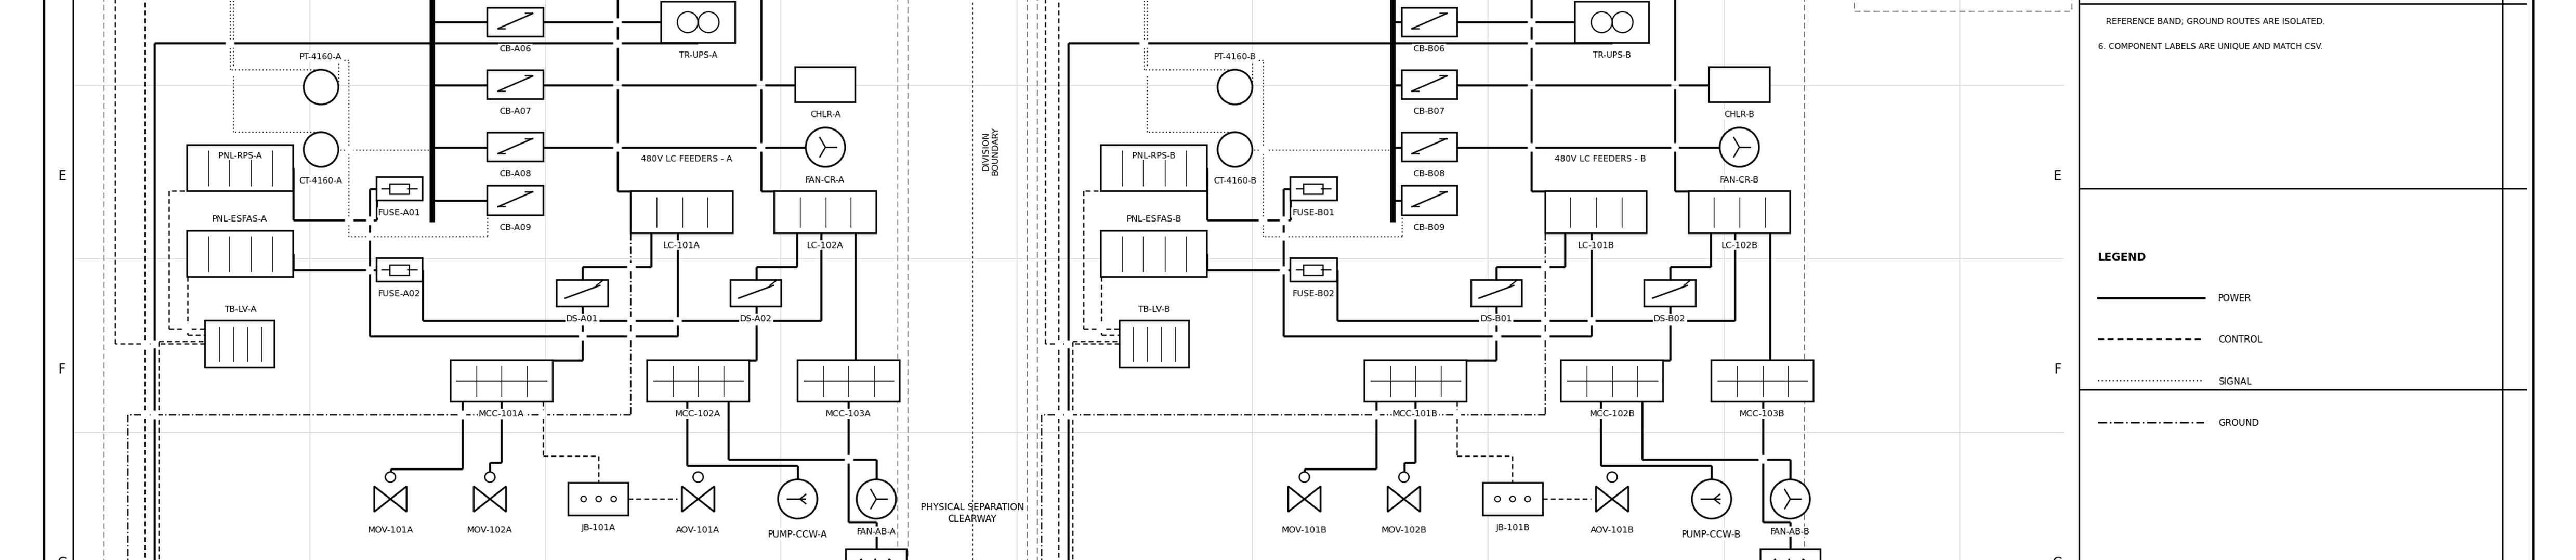 CB-A06
TR-UPS-A
PT-4160-A
CB-A07
CHLR-A
PNL-RPS-A
CT-4160-A
CB-A08
480V LC FEEDERS - A
FAN-CR-A
E
FUSE-A01
PNL-ESFAS-A
CB-A09
LC-101A
LC-102A
FUSE-A02
TB-LV-A
DS-A01
DS-A02
F
MCC-101A
MCC-102A
MCC-103A
MOV-101A
MOV-102A
JB-101A
AOV-101A
PUMP-CCW-A
FAN-AB-A
DIVISION
BOUNDARY
PHYSICAL SEPARATION
CLEARWAY
CB-B06
TR-UPS-B
PT-4160-B
CB-B07
CHLR-B
PNL-RPS-B
CT-4160-B
CB-B08
480V LC FEEDERS - B
FAN-CR-B
E
FUSE-B01
PNL-ESFAS-B
CB-B09
LC-101B
LC-102B
FUSE-B02
TB-LV-B
DS-B01
DS-B02
F
MCC-101B
MCC-102B
MCC-103B
MOV-101B
MOV-102B
JB-101B
AOV-101B
PUMP-CCW-B
FAN-AB-B
REFERENCE BAND; GROUND ROUTES ARE ISOLATED.
6. COMPONENT LABELS ARE UNIQUE AND MATCH CSV.
LEGEND
POWER
CONTROL
SIGNAL
GROUND